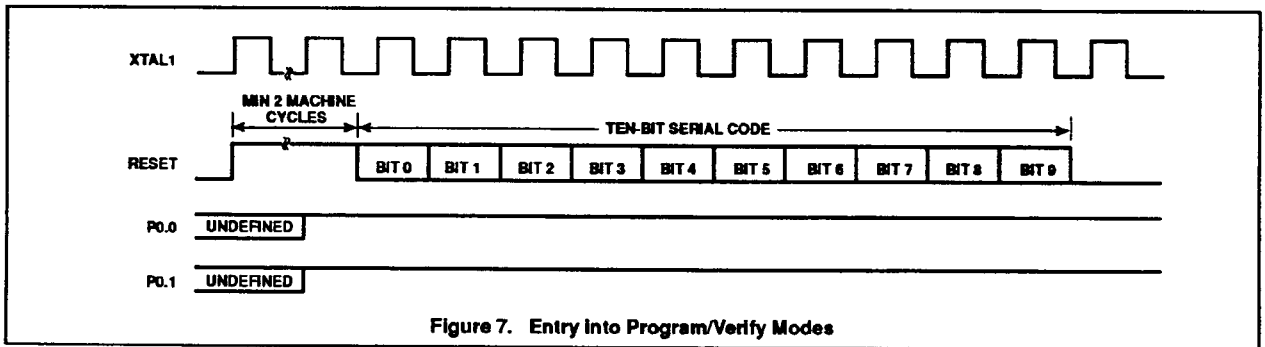 XTAL1
MIN 2 MACHINE
CYCLES
TEN-BIT SERIAL CODE
RESET
BIT 0 BIT 1 BIT 2 BIT 3 BIT 4 BIT 5 BIT 6 BIT 7 BIT 8 BIT 9
P0.0 UNDEFINED
P0.1 UNDEFINED
Figure 7. Entry into Program/Verify Modes